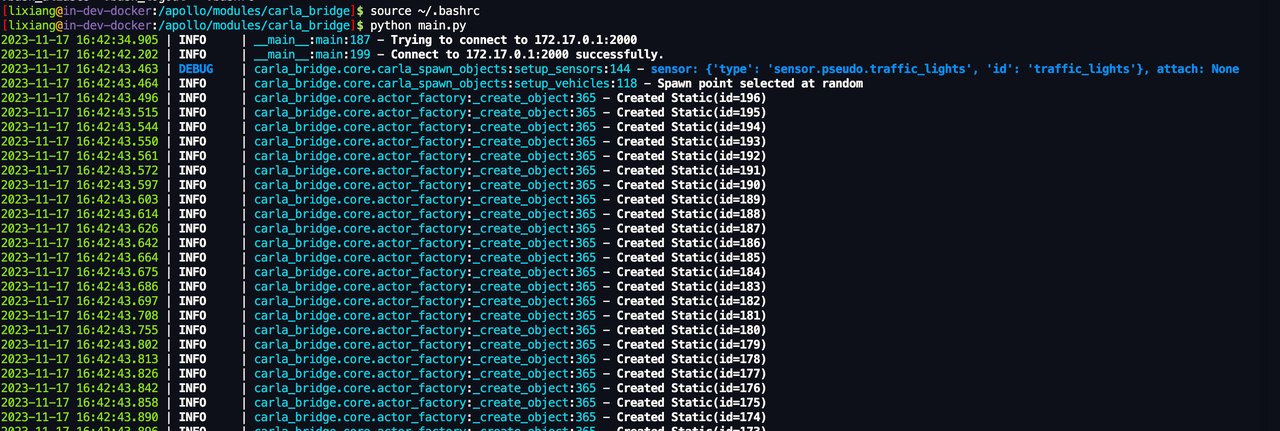 [lixiang@in-dev-docker:/apollo/modules/carla_bridge]$ source ~/.bashrc
[lixiang@in-dev-docker:/apollo/modules/carla_bridge]$ python main.py
2023-11-17 16:42:34.905 | INFO     | __main__:main:187 - Trying to connect to 172.17.0.1:2000
2023-11-17 16:42:42.202 | INFO     | __main__:main:199 - Connect to 172.17.0.1:2000 successfully.
2023-11-17 16:42:43.463 | DEBUG    | carla_bridge.core.carla_spawn_objects:setup_sensors:144 - sensor: {'type': 'sensor.pseudo.traffic_lights', 'id': 'traffic_lights'}, attach: None
2023-11-17 16:42:43.464 | INFO     | carla_bridge.core.carla_spawn_objects:setup_vehicles:118 - Spawn point selected at random
2023-11-17 16:42:43.496 | INFO     | carla_bridge.core.actor_factory:_create_object:365 - Created Static(id=196)
2023-11-17 16:42:43.515 | INFO     | carla_bridge.core.actor_factory:_create_object:365 - Created Static(id=195)
2023-11-17 16:42:43.544 | INFO     | carla_bridge.core.actor_factory:_create_object:365 - Created Static(id=194)
2023-11-17 16:42:43.550 | INFO     | carla_bridge.core.actor_factory:_create_object:365 - Created Static(id=193)
2023-11-17 16:42:43.561 | INFO     | carla_bridge.core.actor_factory:_create_object:365 - Created Static(id=192)
2023-11-17 16:42:43.572 | INFO     | carla_bridge.core.actor_factory:_create_object:365 - Created Static(id=191)
2023-11-17 16:42:43.597 | INFO     | carla_bridge.core.actor_factory:_create_object:365 - Created Static(id=190)
2023-11-17 16:42:43.603 | INFO     | carla_bridge.core.actor_factory:_create_object:365 - Created Static(id=189)
2023-11-17 16:42:43.614 | INFO     | carla_bridge.core.actor_factory:_create_object:365 - Created Static(id=188)
2023-11-17 16:42:43.626 | INFO     | carla_bridge.core.actor_factory:_create_object:365 - Created Static(id=187)
2023-11-17 16:42:43.642 | INFO     | carla_bridge.core.actor_factory:_create_object:365 - Created Static(id=186)
2023-11-17 16:42:43.664 | INFO     | carla_bridge.core.actor_factory:_create_object:365 - Created Static(id=185)
2023-11-17 16:42:43.675 | INFO     | carla_bridge.core.actor_factory:_create_object:365 - Created Static(id=184)
2023-11-17 16:42:43.686 | INFO     | carla_bridge.core.actor_factory:_create_object:365 - Created Static(id=183)
2023-11-17 16:42:43.697 | INFO     | carla_bridge.core.actor_factory:_create_object:365 - Created Static(id=182)
2023-11-17 16:42:43.708 | INFO     | carla_bridge.core.actor_factory:_create_object:365 - Created Static(id=181)
2023-11-17 16:42:43.755 | INFO     | carla_bridge.core.actor_factory:_create_object:365 - Created Static(id=180)
2023-11-17 16:42:43.802 | INFO     | carla_bridge.core.actor_factory:_create_object:365 - Created Static(id=179)
2023-11-17 16:42:43.813 | INFO     | carla_bridge.core.actor_factory:_create_object:365 - Created Static(id=178)
2023-11-17 16:42:43.826 | INFO     | carla_bridge.core.actor_factory:_create_object:365 - Created Static(id=177)
2023-11-17 16:42:43.842 | INFO     | carla_bridge.core.actor_factory:_create_object:365 - Created Static(id=176)
2023-11-17 16:42:43.858 | INFO     | carla_bridge.core.actor_factory:_create_object:365 - Created Static(id=175)
2023-11-17 16:42:43.890 | INFO     | carla_bridge.core.actor_factory:_create_object:365 - Created Static(id=174)